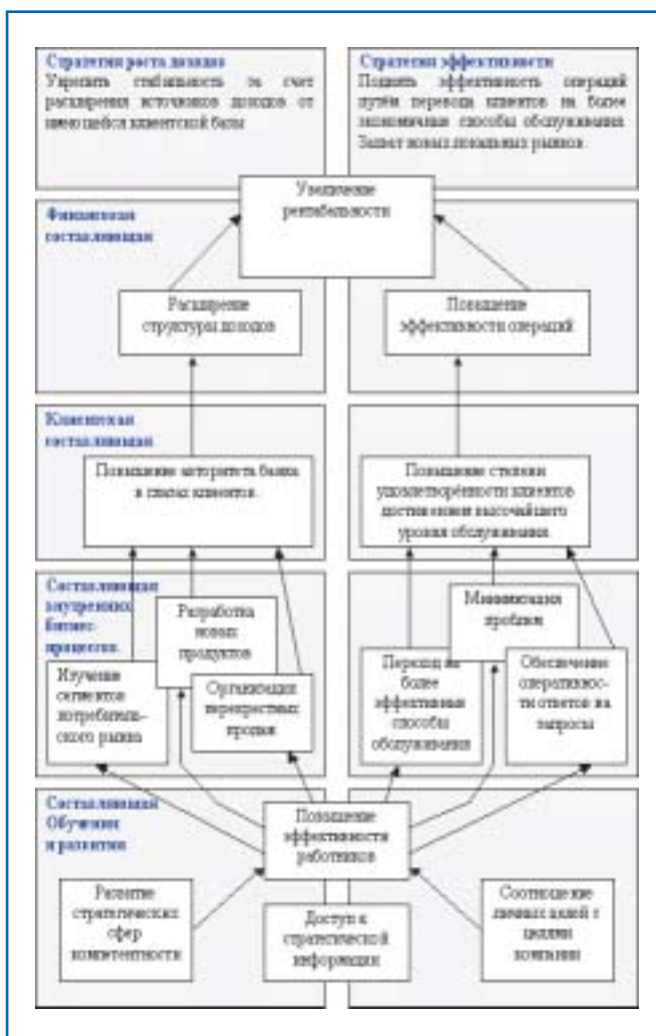 Стратегия роста доходов
Укрепить стабильность за счет
расширения источников доходов от
имеющейся клиентской базы
Стратегия эффективности
Поднять эффективность операций
путём перевода клиентов на более
экономичные способы обслуживания.
Захват новых локальных рынков.
Увеличение
рентабельности
Финансовая
составляющая
Расширение
структуры доходов
Повышение
эффективности операций
Клиентская
составляющая
Повышение авторитета банка
в глазах клиентов.
Повышение степени
удовлетворённости клиентов
достижением высочайшего
уровня обслуживания
Составляющая
внутренних
бизнес-
процессов
Разработка
новых
продуктов
Минимизация
проблем
Изучение
сегментов
потребитель-
ского рынка
Организация
перекрестных
продаж
Переход на
более
эффективные
способы
обслуживания
Обеспечение
оперативнос-
ти ответов на
запросы
Составляющая
Обучения
и развития
Повышение
эффективности
работников
Развитие
стратегических
сфер
компетентности
Доступ к
стратегической
информации
Соотношение
личных целей с
целями
компании